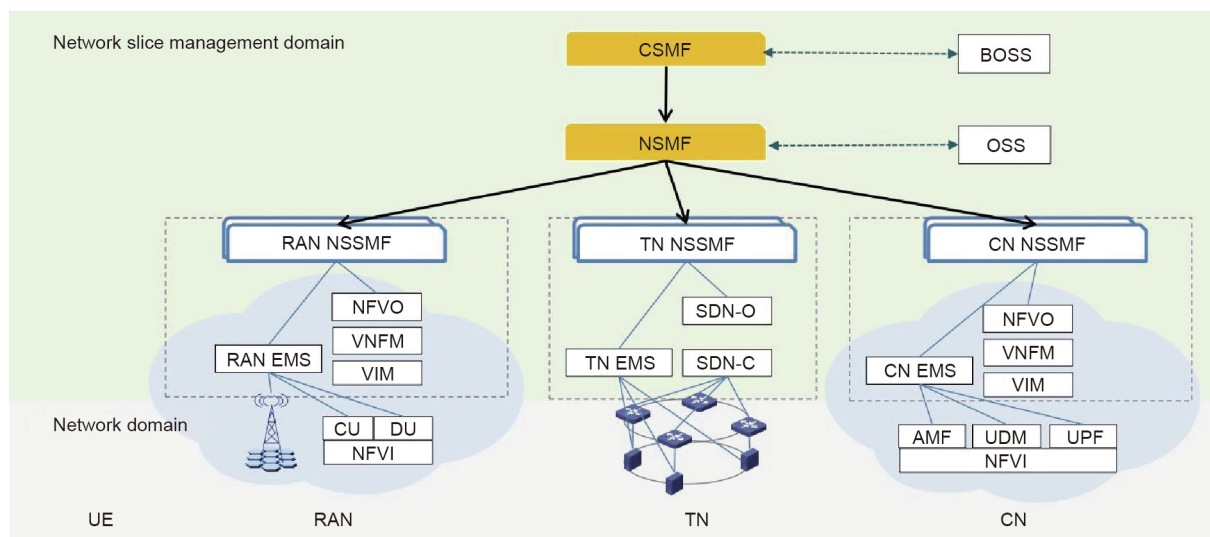 Network slice management domain
CSMF
BOSS
NSMF
OSS
RAN NSSMF
TN NSSMF
CN NSSMF
NFVO
VNFM
VIM
RAN EMS
SDN-O
TN EMS
SDN-C
NFVO
VNFM
VIM
CN EMS
Network domain
CU
DU
NFVI
AMF
UDM
UPF
NFVI
UE
RAN
TN
CN